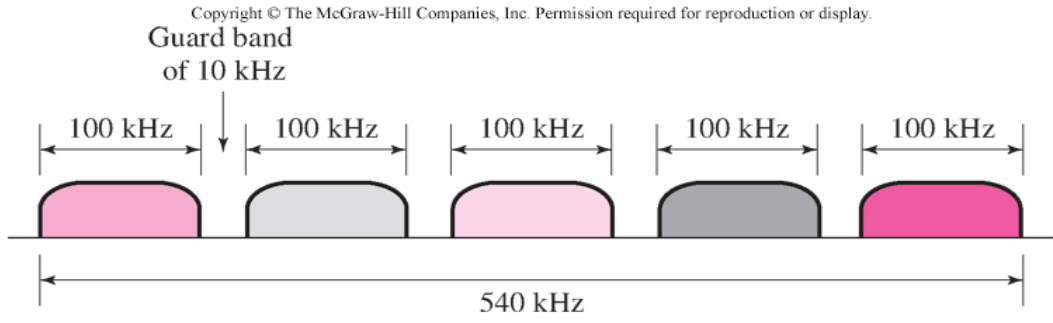 Copyright © The McGraw-Hill Companies, Inc. Permission required for reproduction or display.
Guard band
of 10 kHz
100 kHz 100 kHz 100 kHz 100 kHz 100 kHz
540 kHz